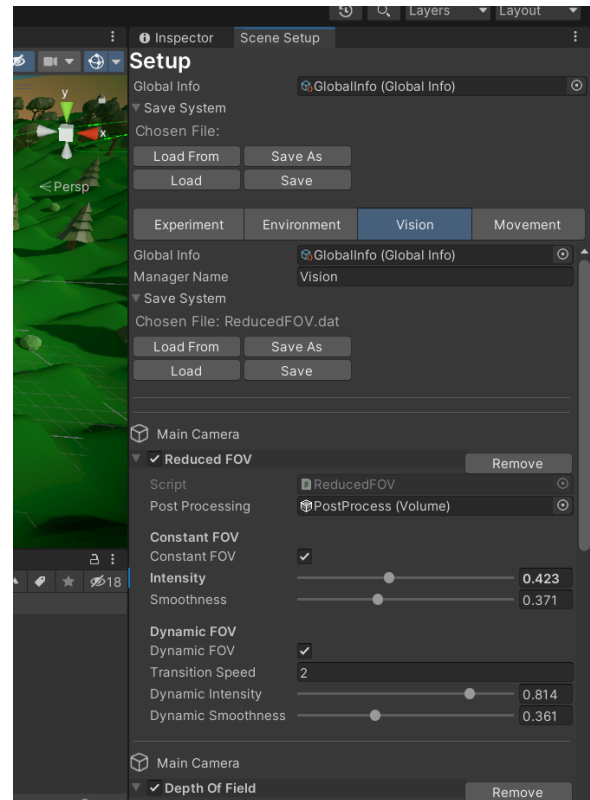 Layers Layout
Inspector Scene Setup
Setup
Global Info GlobalInfo (Global Info)
Save System
Chosen File:
Load From Save As
Load Save
Experiment Environment Vision Movement
Global Info GlobalInfo (Global Info)
Manager Name Vision
Save System
Chosen File: ReducedFOV.dat
Load From Save As
Load Save
Main Camera
Reduced FOV Remove
Script ReducedFOV
Post Processing PostProcess (Volume)
Constant FOV
Constant FOV
Intensity 0.423
Smoothness 0.371
Dynamic FOV
Dynamic FOV
Transition Speed 2
Dynamic Intensity 0.814
Dynamic Smoothness 0.361
Main Camera
Depth Of Field Remove
y
x
Persp
18